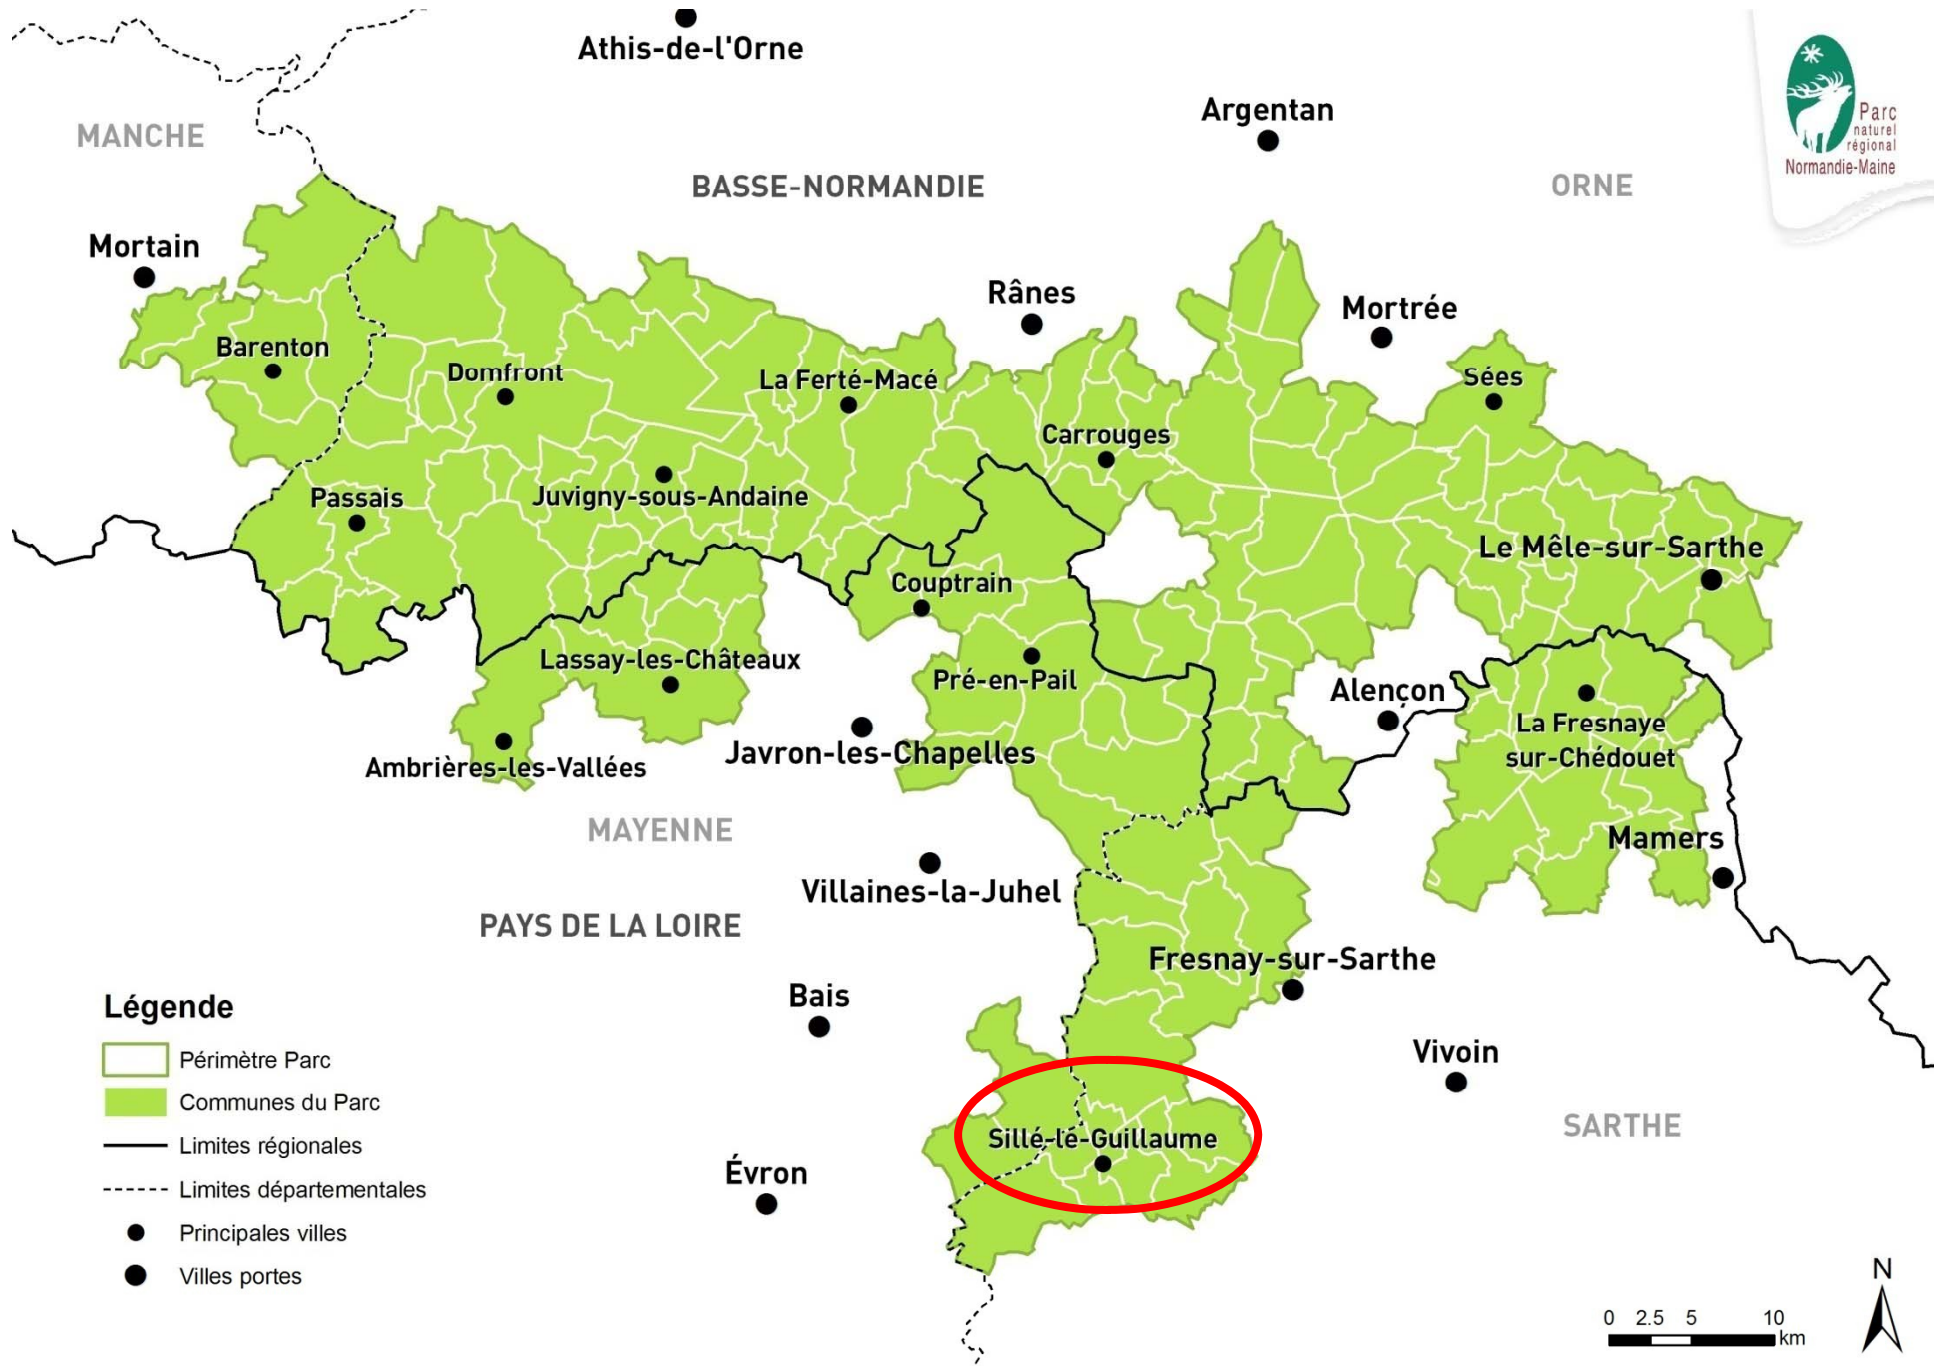 Athis-de-l'Orne
Argentan
MANCHE
BASSE-NORMANDIE
ORNE
Parc
naturel
régional
Normandie-Maine
Mortain
Rânes
Mortrée
Barenton
Domfront
La Ferté-Macé
Sées
Carrouges
Passais
Juvigny-sous-Andaine
Le Mêle-sur-Sarthe
Couptrain
Lassay-les-Châteaux
Pré-en-Pail
Alençon
La Fresnaye
sur-Chédouet
Javron-les-Chapelles
Ambrières-les-Vallées
MAYENNE
Mamers
Villaines-la-Juhel
PAYS DE LA LOIRE
Fresnay-sur-Sarthe
Bais
Vivoin
SARTHE
Sillé-le-Guillaume
Évron
Légende
Périmètre Parc
Communes du Parc
Limites régionales
Limites départementales
Principales villes
Villes portes
N
0 2.5 5 10
km